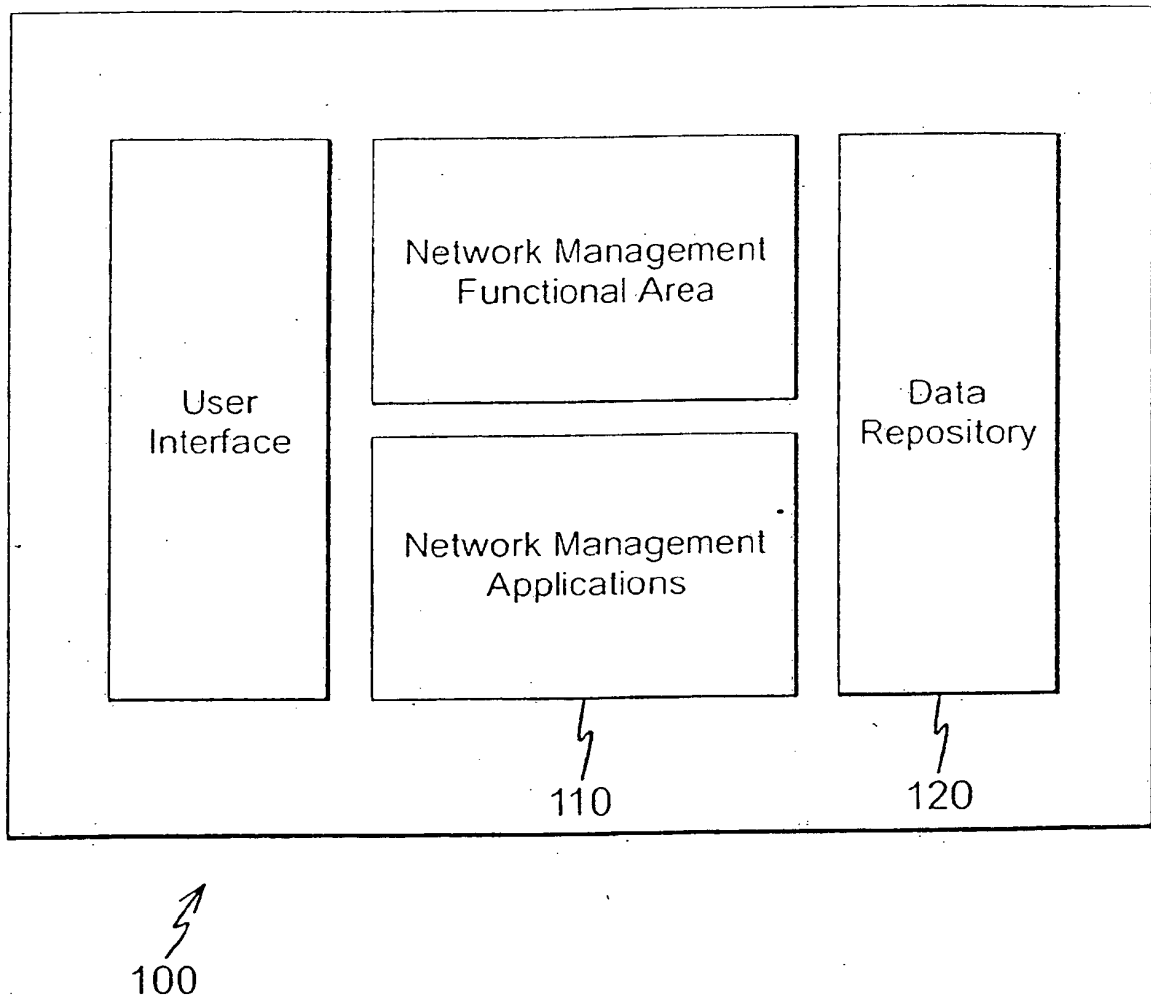 User
Interface
Network Management
Functional Area
Network Management
Applications
Data
Repository
110
120
100